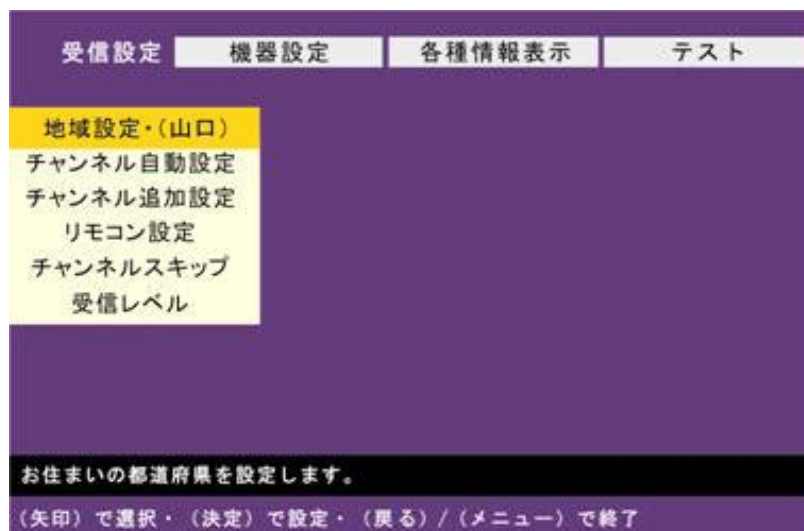 受信設定 機器設定 各種情報表示 テスト
地域設定・(山口)
チャンネル自動設定
チャンネル追加設定
リモコン設定
チャンネルスキップ
受信レベル
お住まいの都道府県を設定します。
(矢印)で選択・(決定)で設定・(戻る)/(メニュー)で終了